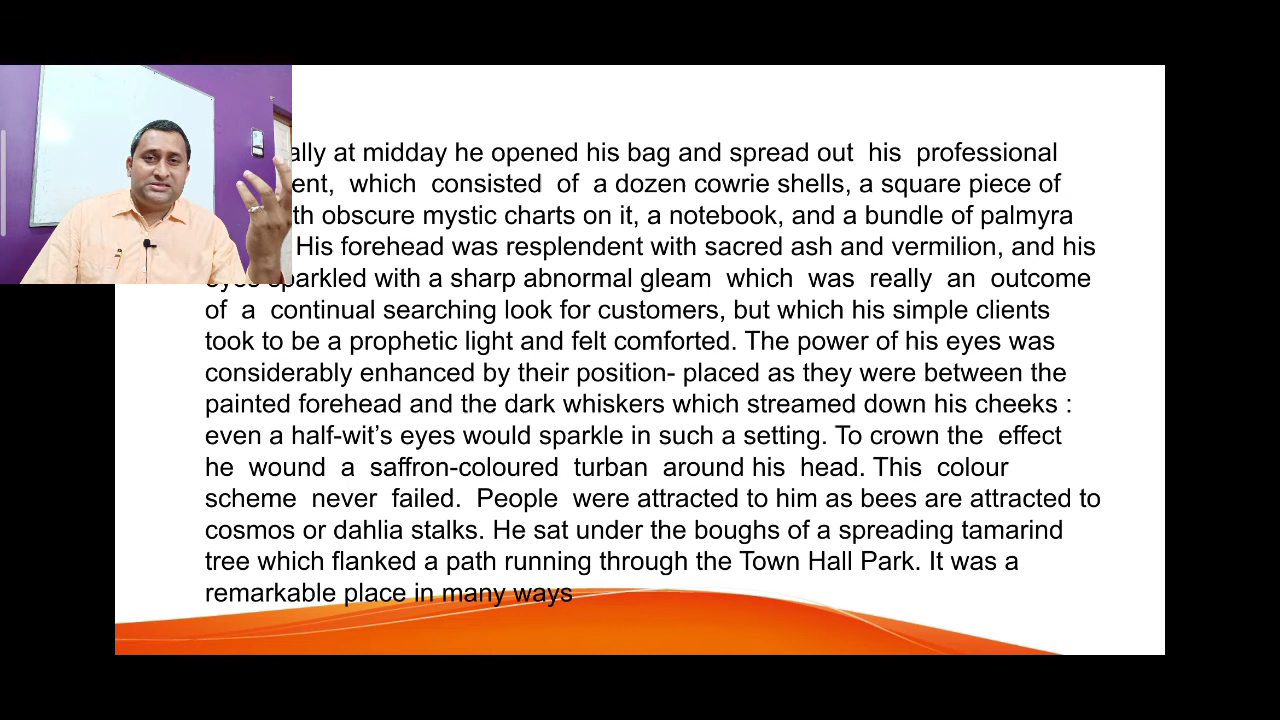 at midday he opened his bag and spread out his professional
which consisted of a dozen cowrie shells, a square piece of
obscure mystic charts on it, a notebook, and a bundle of palmyra
His forehead was resplendent with sacred ash and vermilion, and his
eyes sparkled with a sharp abnormal gleam which was really an outcome
of a continual searching look for customers, but which his simple clients
took to be a prophetic light and felt comforted. The power of his eyes was
considerably enhanced by their position- placed as they were between the
painted forehead and the dark whiskers which streamed down his cheeks :
even a half-wit’s eyes would sparkle in such a setting. To crown the effect
he wound a saffron-coloured turban around his head. This colour
scheme never failed. People were attracted to him as bees are attracted to
cosmos or dahlia stalks. He sat under the boughs of a spreading tamarind
tree which flanked a path running through the Town Hall Park. It was a
remarkable place in many ways